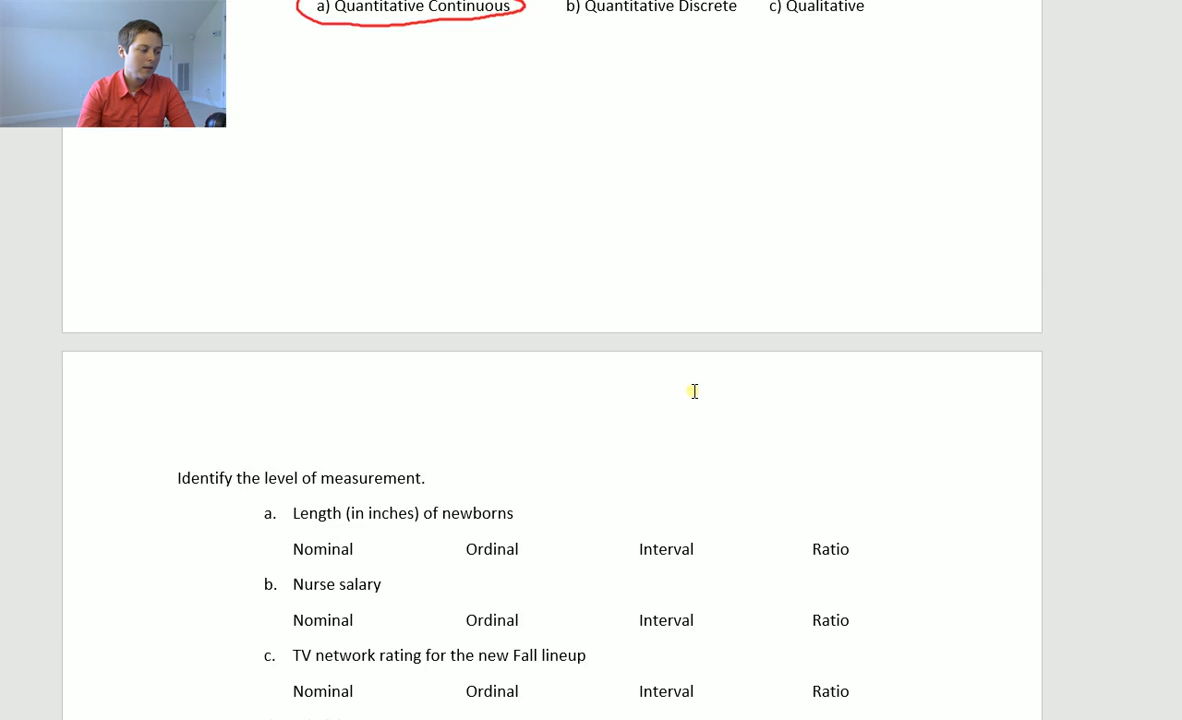 a) Quantitative Continuous b) Quantitative Discrete c) Qualitative
Identify the level of measurement.
a. Length (in inches) of newborns
Nominal Ordinal Interval Ratio
b. Nurse salary
Nominal Ordinal Interval Ratio
c. TV network rating for the new Fall lineup
Nominal Ordinal Interval Ratio